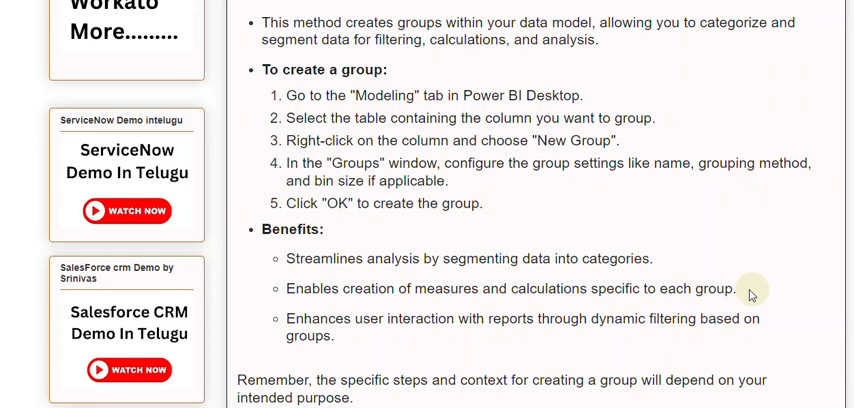 Workato
More.........
ServiceNow Demo intelugu
ServiceNow
Demo In Telugu
WATCH NOW
SalesForce crm Demo by
Srinivas
Salesforce CRM
Demo In Telugu
WATCH NOW
• This method creates groups within your data model, allowing you to categorize and
segment data for filtering, calculations, and analysis.
• To create a group:
1. Go to the "Modeling" tab in Power BI Desktop.
2. Select the table containing the column you want to group.
3. Right-click on the column and choose "New Group".
4. In the "Groups" window, configure the group settings like name, grouping method,
and bin size if applicable.
5. Click "OK" to create the group.
• Benefits:
◦ Streamlines analysis by segmenting data into categories.
◦ Enables creation of measures and calculations specific to each group.
◦ Enhances user interaction with reports through dynamic filtering based on
groups.
Remember, the specific steps and context for creating a group will depend on your
intended purpose.